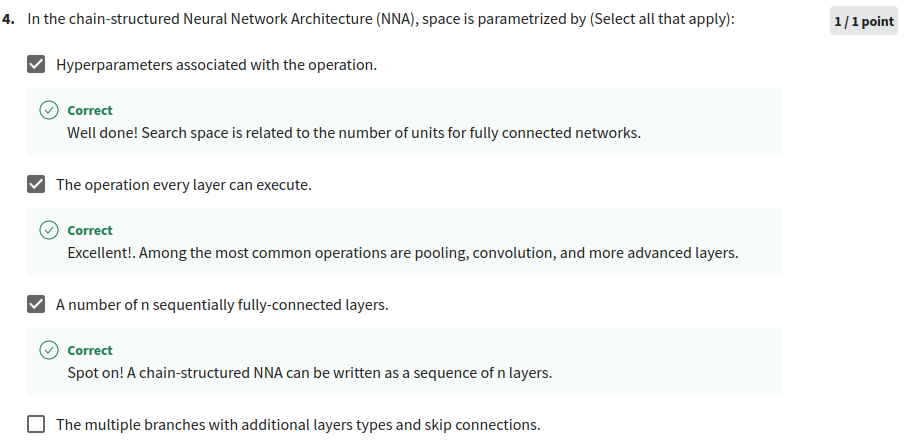 4. In the chain-structured Neural Network Architecture (NNA), space is parametrized by (Select all that apply):
1 / 1 point
Hyperparameters associated with the operation.
Correct
Well done! Search space is related to the number of units for fully connected networks.
The operation every layer can execute.
Correct
Excellent!. Among the most common operations are pooling, convolution, and more advanced layers.
A number of n sequentially fully-connected layers.
Correct
Spot on! A chain-structured NNA can be written as a sequence of n layers.
The multiple branches with additional layers types and skip connections.